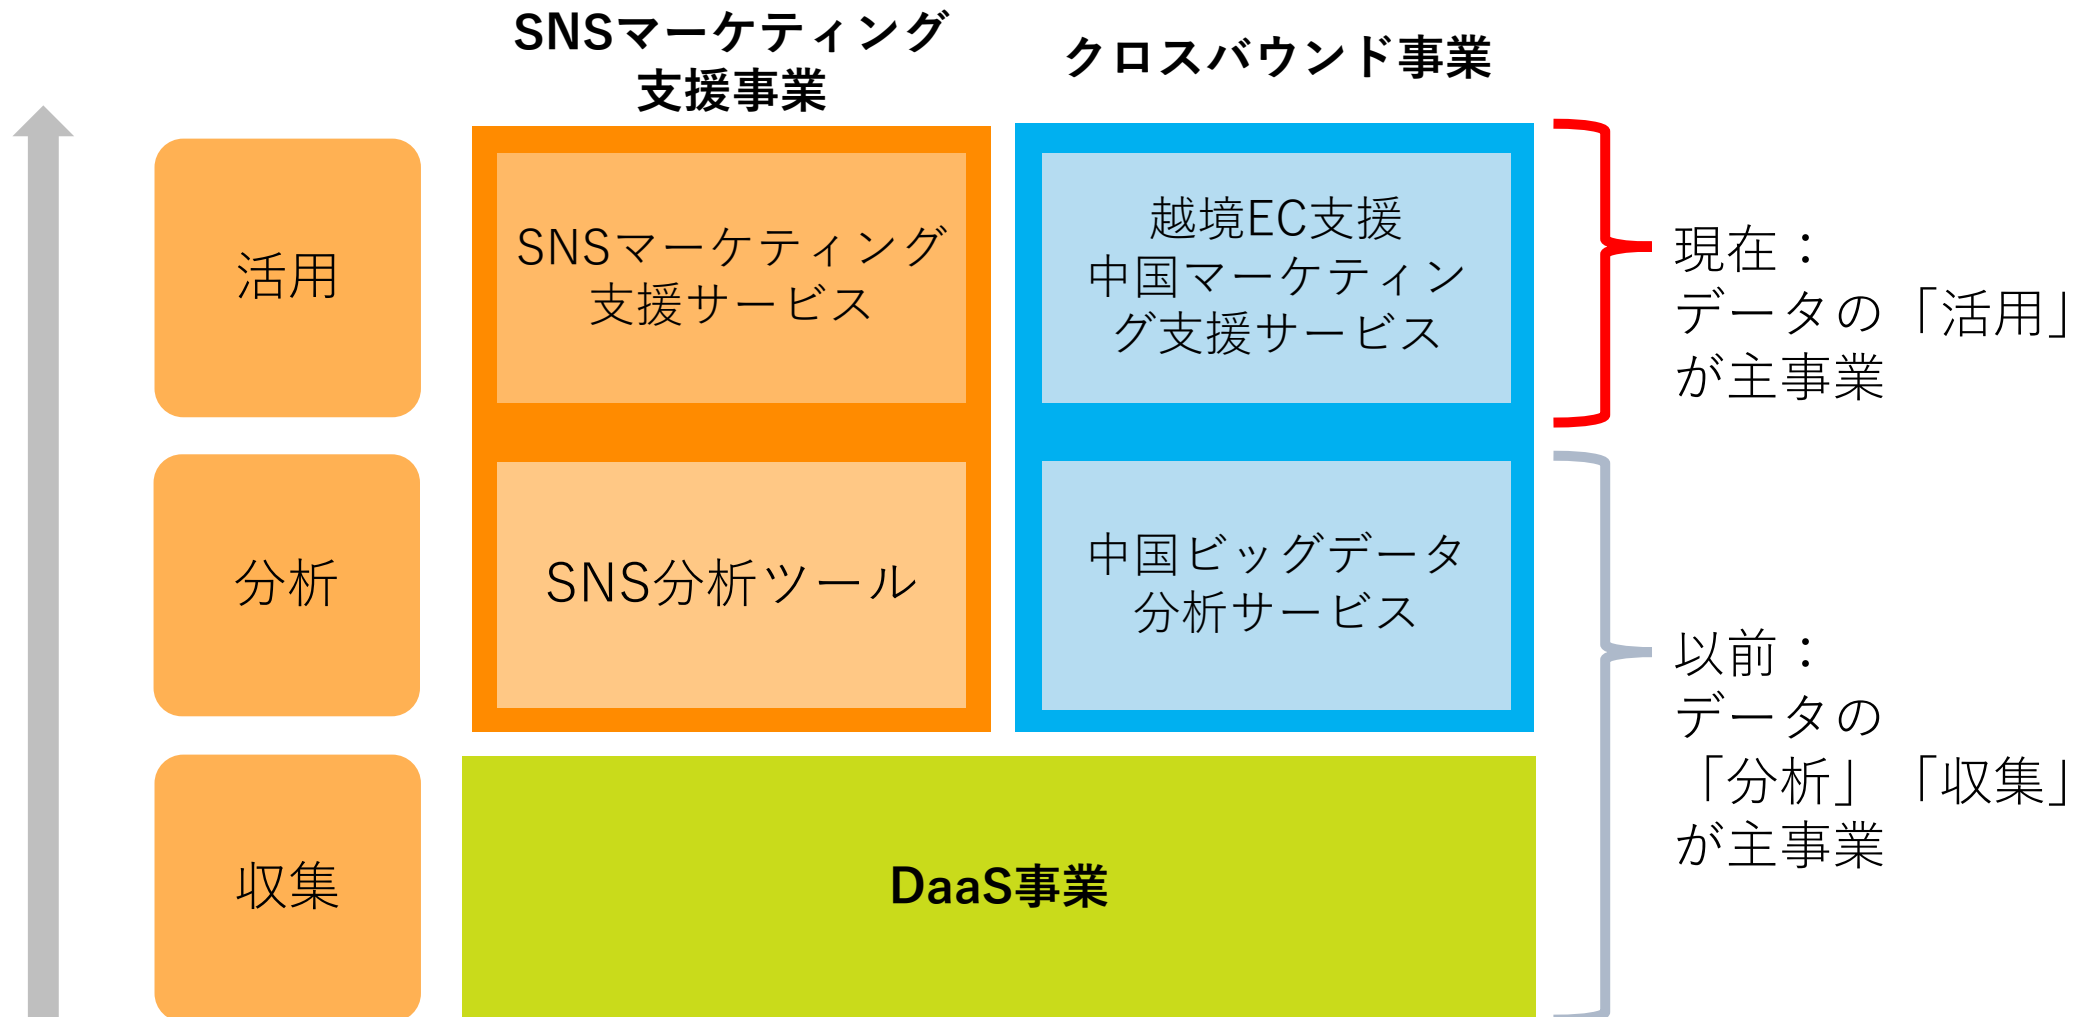 SNSマーケティング
支援事業
クロスバウンド事業
活用
SNSマーケティング
支援サービス
越境EC支援
中国マーケティン
グ支援サービス
現在：
データの「活用」
が主事業
分析
SNS分析ツール
中国ビッグデータ
分析サービス
以前：
データの
「分析」「収集」
が主事業
収集
DaaS事業